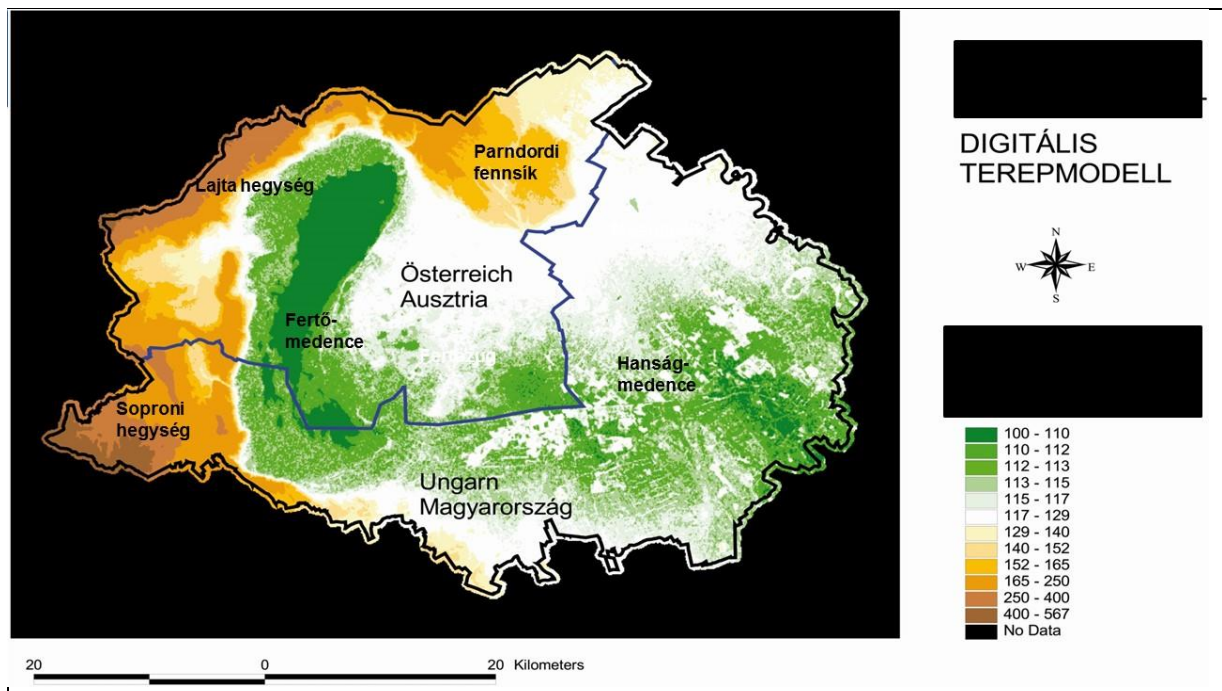 DIGITÁLIS
TEREPMODELL
N
W E
S
Parndordi
fennsík
Lajta hegység
Österreich
Ausztria
Fertő-
medence
Hanság-
medence
Soproni
hegység
Ungarn
Magyarország
100 - 110
110 - 112
112 - 113
113 - 115
115 - 117
117 - 129
129 - 140
140 - 152
152 - 165
165 - 250
250 - 400
400 - 567
No Data
20 0 20 Kilometers